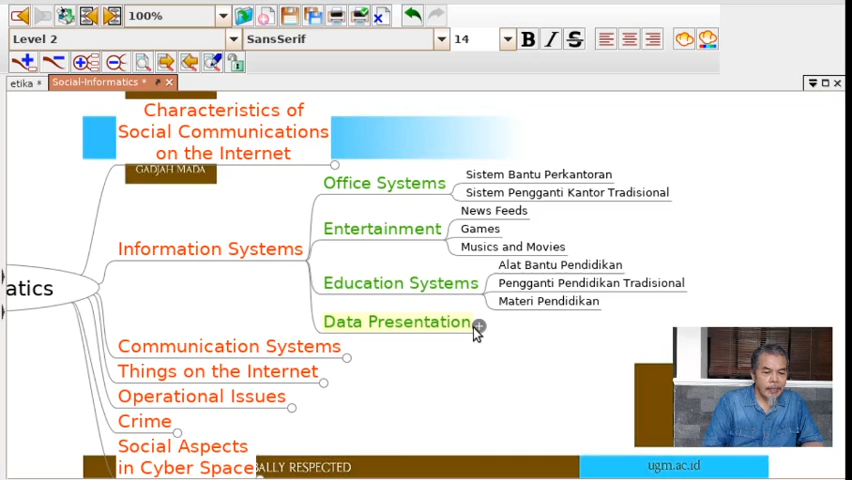 100%
Level 2
SansSerif
14
B I S
etika *
Social-Informatics *
Characteristics of
Social Communications
on the Internet
GADJAH MADA
Office Systems
Sistem Bantu Perkantoran
Sistem Pengganti Kantor Tradisional
Information Systems
Entertainment
News Feeds
Games
Musics and Movies
Education Systems
Alat Bantu Pendidikan
Pengganti Pendidikan Tradisional
Materi Pendidikan
Data Presentation
atics
Communication Systems
Things on the Internet
Operational Issues
Crime
Social Aspects
in Cyber Space
BALLY RESPECTED
ugm.ac.id